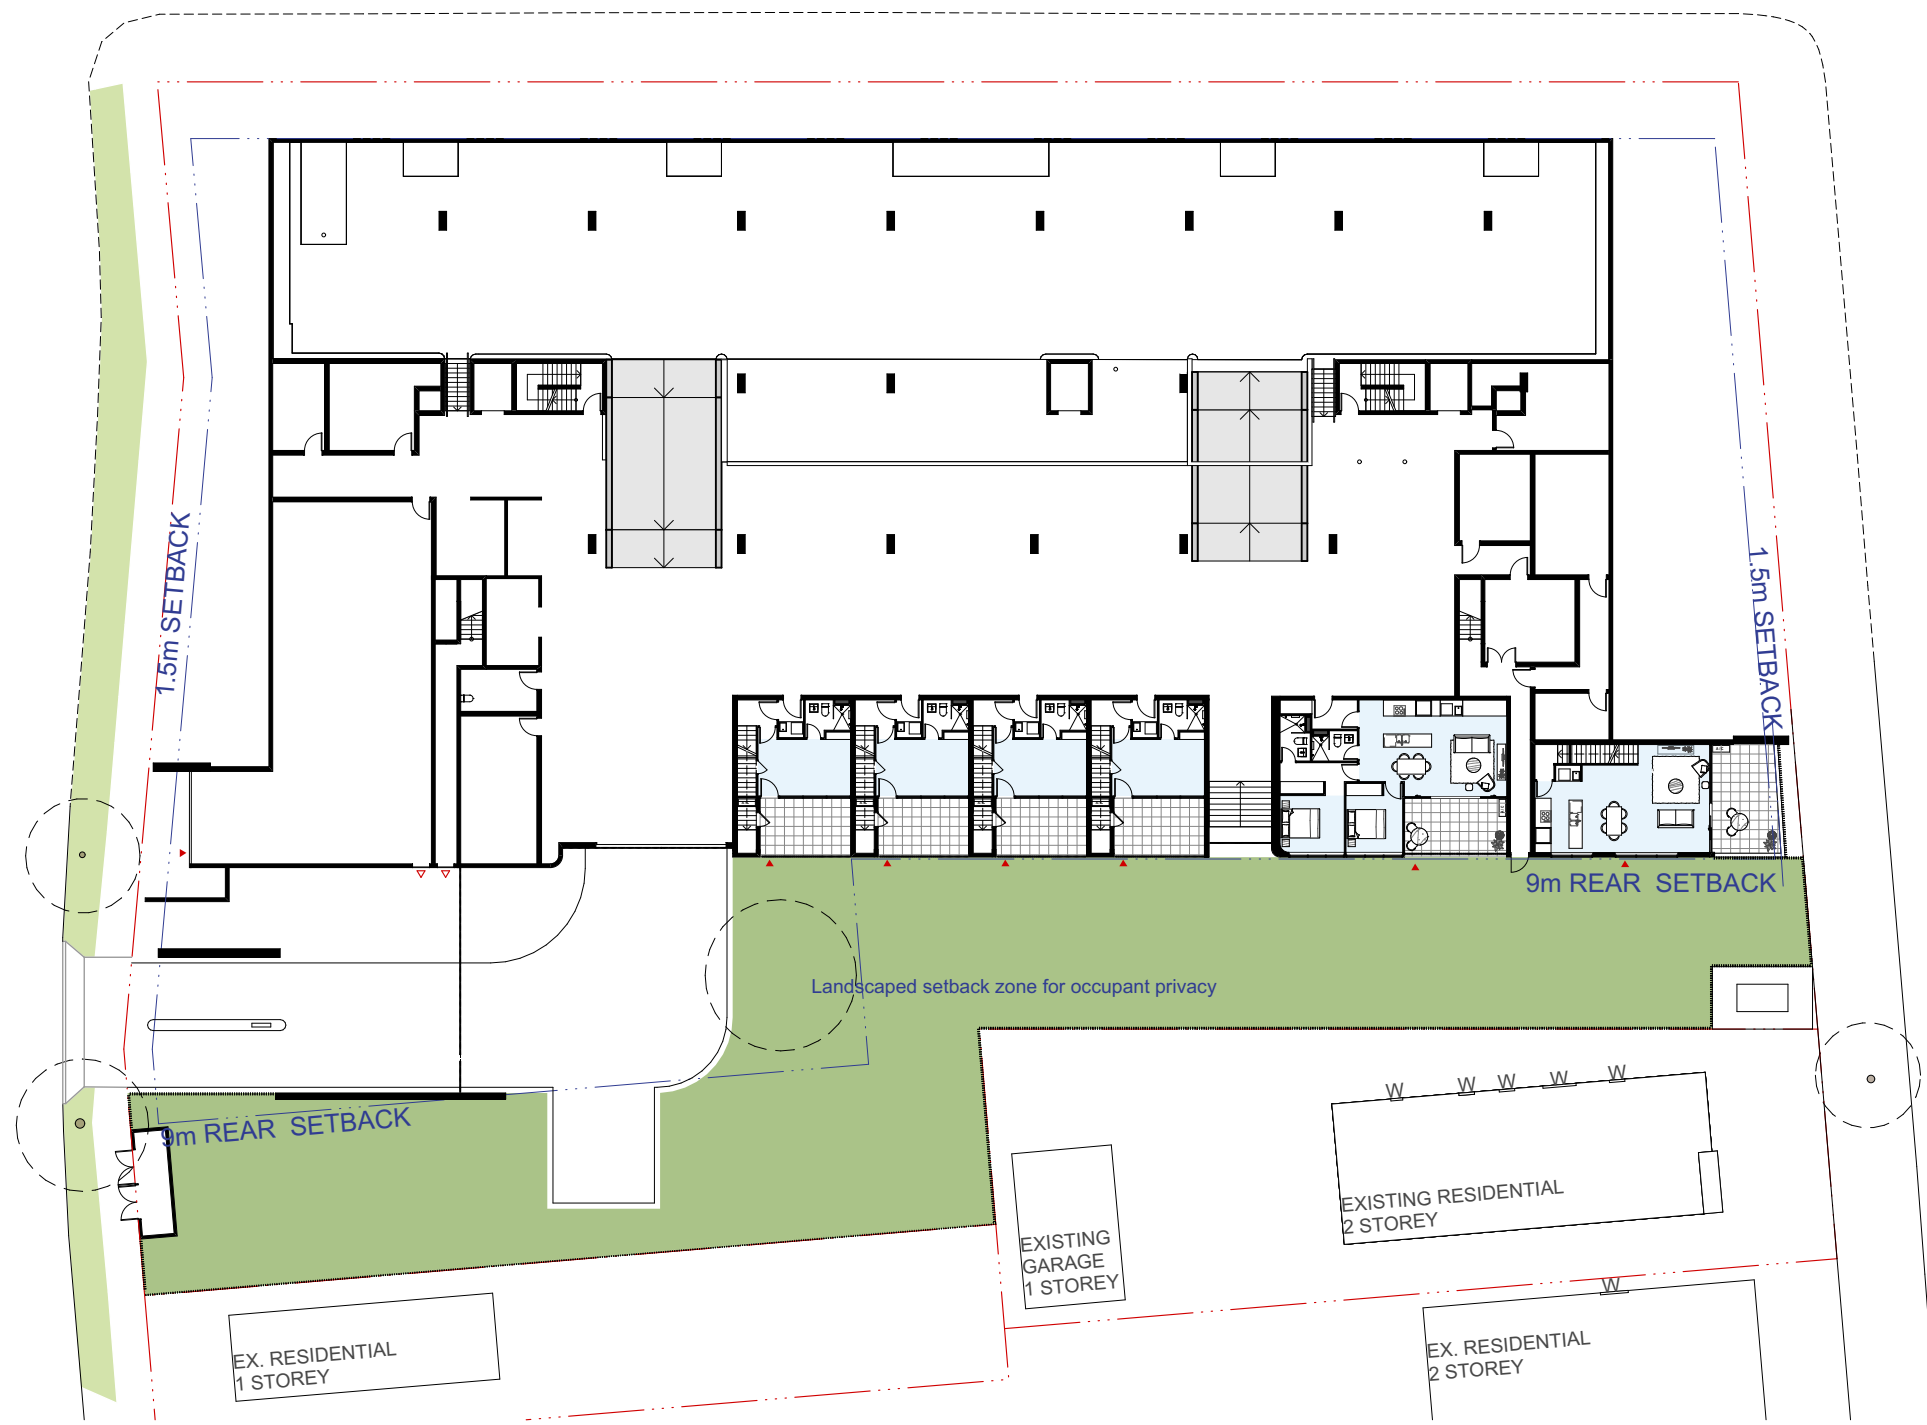 1.5m SETBACK
1.5m SETBACK
9m REAR SETBACK
Landscaped setback zone for occupant privacy
9m REAR SETBACK
W
W
W
W
W
EXISTING RESIDENTIAL
2 STOREY
EXISTING
GARAGE
1 STOREY
W
EX. RESIDENTIAL
1 STOREY
EX. RESIDENTIAL
2 STOREY